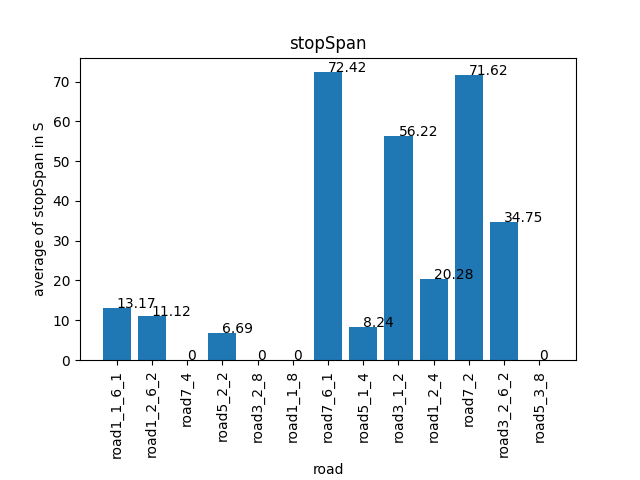 stopSpan
average of stopSpan in S
70
60
50
40
30
20
10
0
13.17
11.12
0
6.69
0
0
72.42
8.24
56.22
20.28
71.62
34.75
0
road1_1_6_1
road1_2_6_2
road7_4
road5_2_2
road3_2_8
road1_1_8
road7_6_1
road5_1_4
road3_1_2
road1_2_4
road7_2
road3_2_6_2
road5_3_8
road